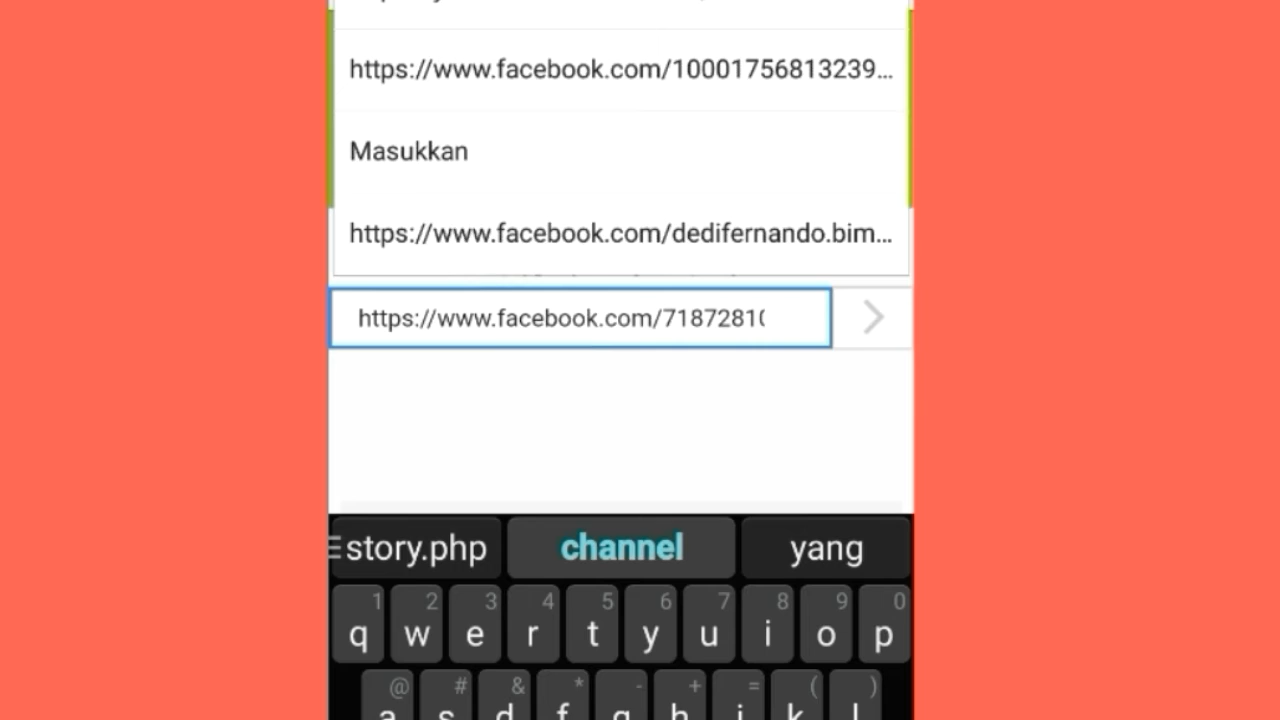 https://www.facebook.com/10001756813239...
Masukkan
https://www.facebook.com/dedifernando.bim...
https://www.facebook.com/7187281
story.php channel yang
1 2 3 4 5 6 7 8 9 0
q w e r t y u i o p
@ # & * - + = ( )
a s d f g h j k l